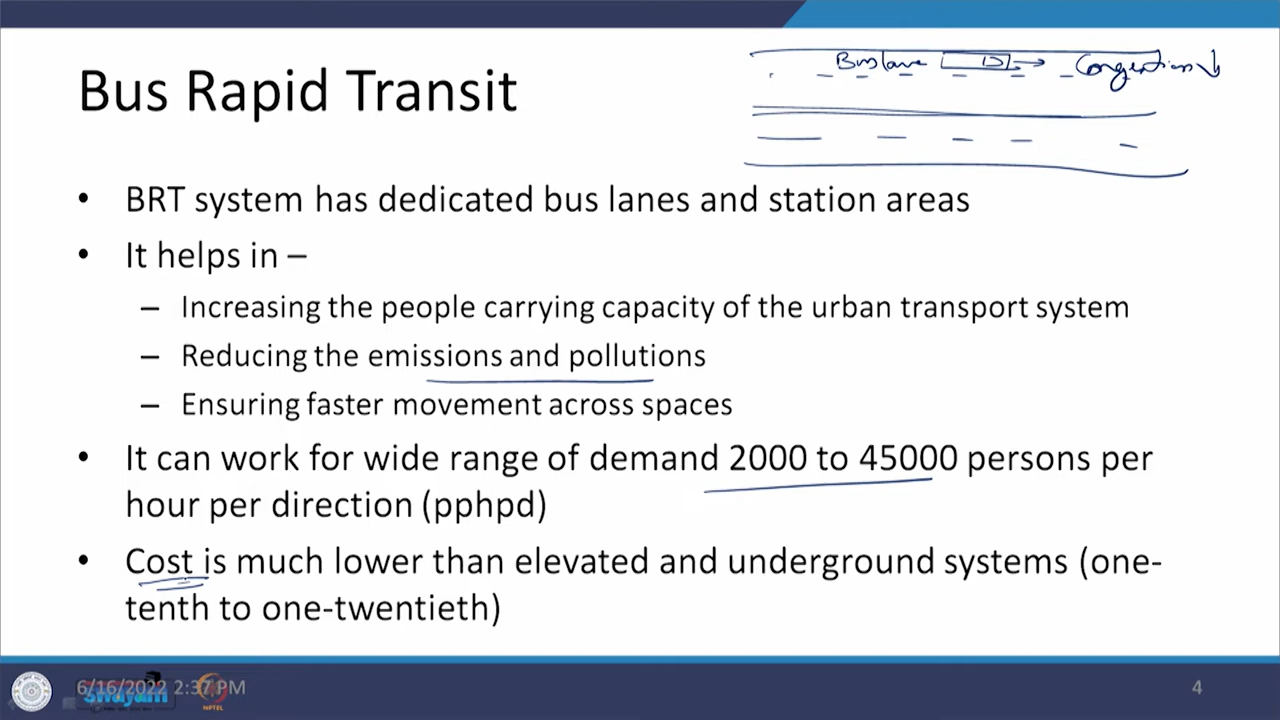 Bus lane
Congestion ↓
Bus Rapid Transit
• BRT system has dedicated bus lanes and station areas
• It helps in –
– Increasing the people carrying capacity of the urban transport system
– Reducing the emissions and pollutions
– Ensuring faster movement across spaces
• It can work for wide range of demand 2000 to 45000 persons per
hour per direction (pphpd)
• Cost is much lower than elevated and underground systems (one-
tenth to one-twentieth)
6/16/2022 2:37 PM
swayam
NPTEL
4